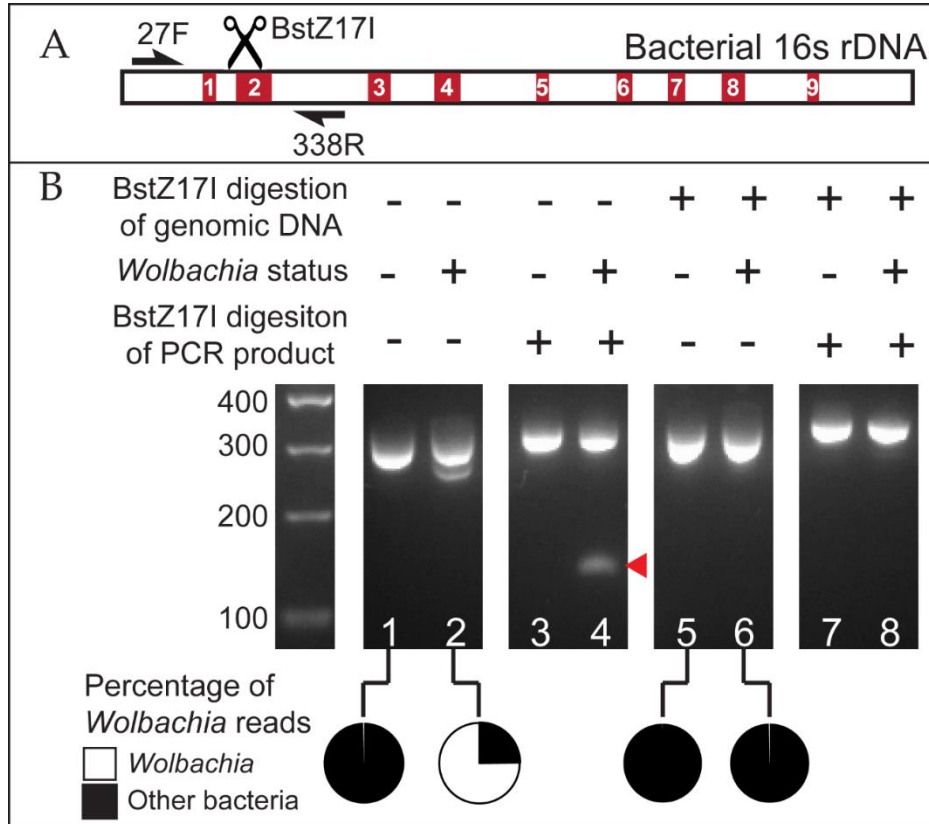 A
27F
BstZ17I
Bacterial 16s rDNA
1 2 3 4 5 6 7 8 9
338R
B
BstZ17I digestion
of genomic DNA
- - - - + + + +
Wolbachia status
- + - + - + - +
BstZ17I digesiton
of PCR product
- - + + - - + +
400
300
200
100
1 2 3 4 5 6 7 8
Percentage of
Wolbachia reads
Wolbachia
Other bacteria